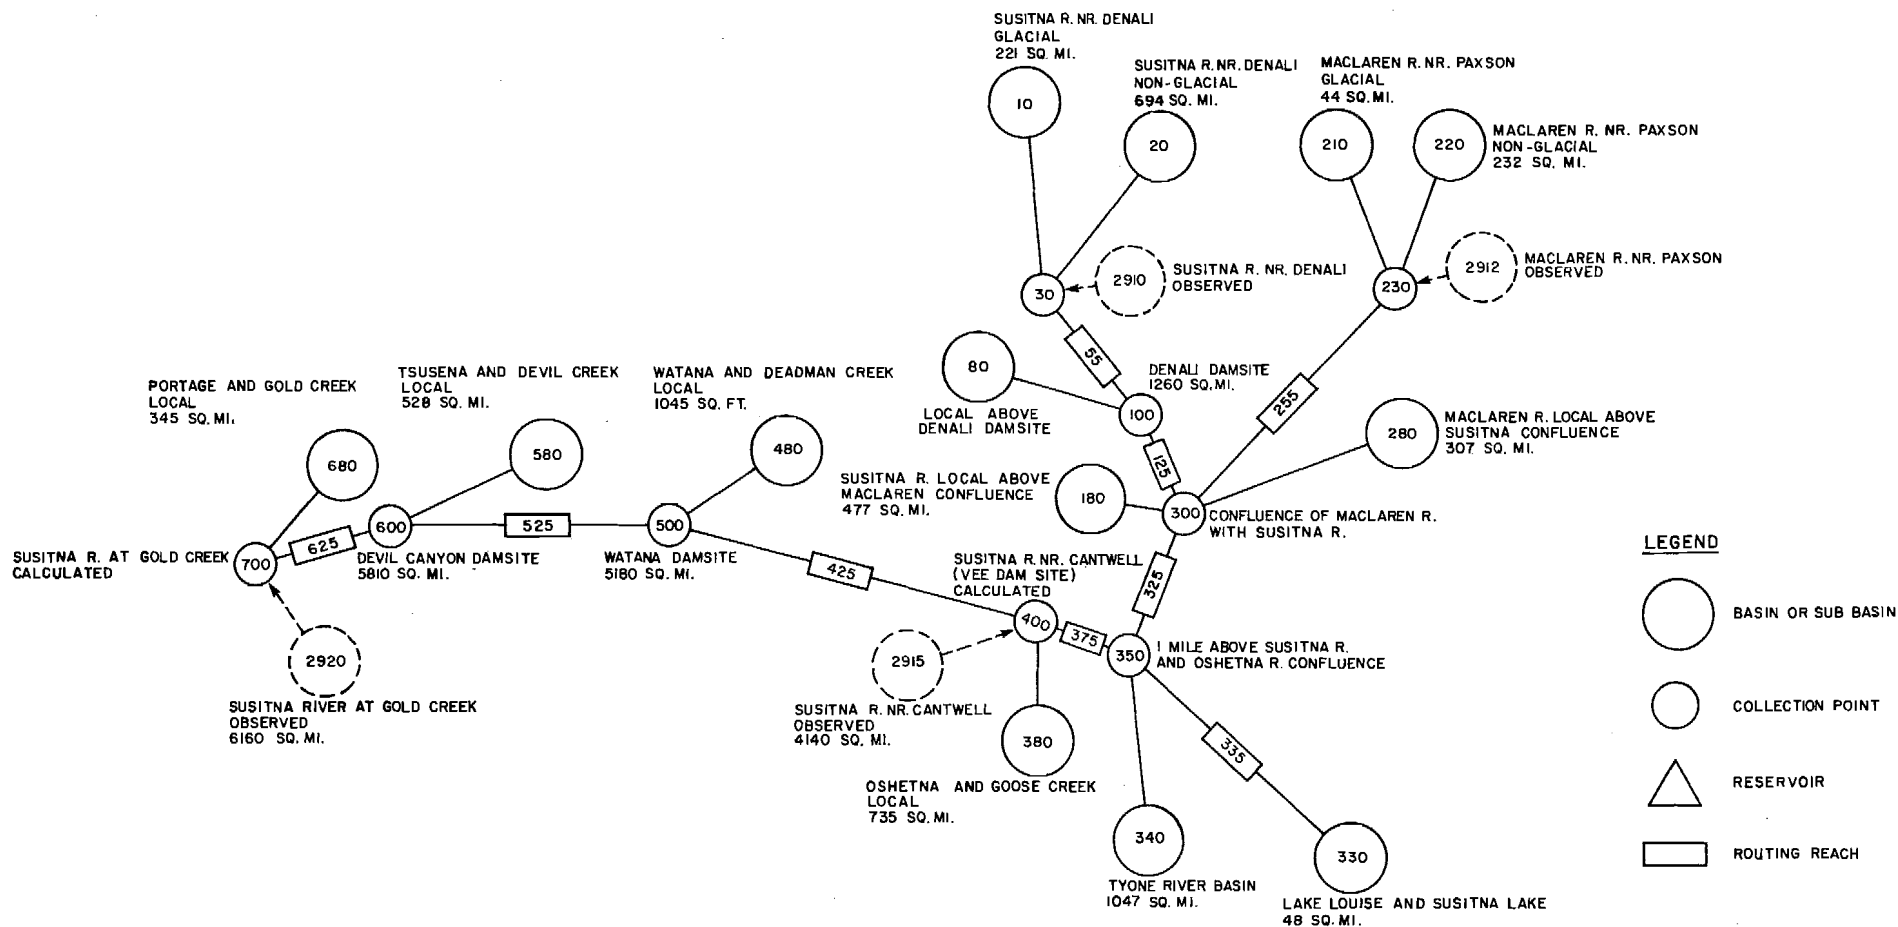 SUSITNA R. NR. DENALI
GLACIAL
221 SQ. MI.
10
SUSITNA R. NR. DENALI
NON-GLACIAL
694 SQ. MI.
20
MACLAREN R. NR. PAXSON
GLACIAL
44 SQ. MI.
210
220
MACLAREN R. NR. PAXSON
NON-GLACIAL
232 SQ. MI.
30
2910
SUSITNA R. NR. DENALI
OBSERVED
230
2912
MACLAREN R. NR. PAXSON
OBSERVED
55
80
LOCAL ABOVE
DENALI DAMSITE
DENALI DAMSITE
1260 SQ. MI.
100
255
125
280
MACLAREN R. LOCAL ABOVE
SUSITNA CONFLUENCE
307 SQ. MI.
PORTAGE AND GOLD CREEK
LOCAL
345 SQ. MI.
680
TSUSENA AND DEVIL CREEK
LOCAL
528 SQ. MI.
580
WATANA AND DEADMAN CREEK
LOCAL
1045 SQ. FT.
480
SUSITNA R. LOCAL ABOVE
MACLAREN CONFLUENCE
477 SQ. MI.
180
300
CONFLUENCE OF MACLAREN R.
WITH SUSITNA R.
SUSITNA R. AT GOLD CREEK
CALCULATED
700
625
600
DEVIL CANYON DAMSITE
5810 SQ. MI.
525
500
WATANA DAMSITE
5180 SQ. MI.
425
SUSITNA R. NR. CANTWELL
(VEE DAM SITE)
CALCULATED
400
325
375
350
1 MILE ABOVE SUSITNA R.
AND OSHETNA R. CONFLUENCE
2920
SUSITNA RIVER AT GOLD CREEK
OBSERVED
6160 SQ. MI.
2915
SUSITNA R. NR. CANTWELL
OBSERVED
4140 SQ. MI.
380
OSHETNA AND GOOSE CREEK
LOCAL
735 SQ. MI.
335
340
TYONE RIVER BASIN
1047 SQ. MI.
330
LAKE LOUISE AND SUSITNA LAKE
48 SQ. MI.
LEGEND
BASIN OR SUB BASIN
COLLECTION POINT
RESERVOIR
ROUTING REACH